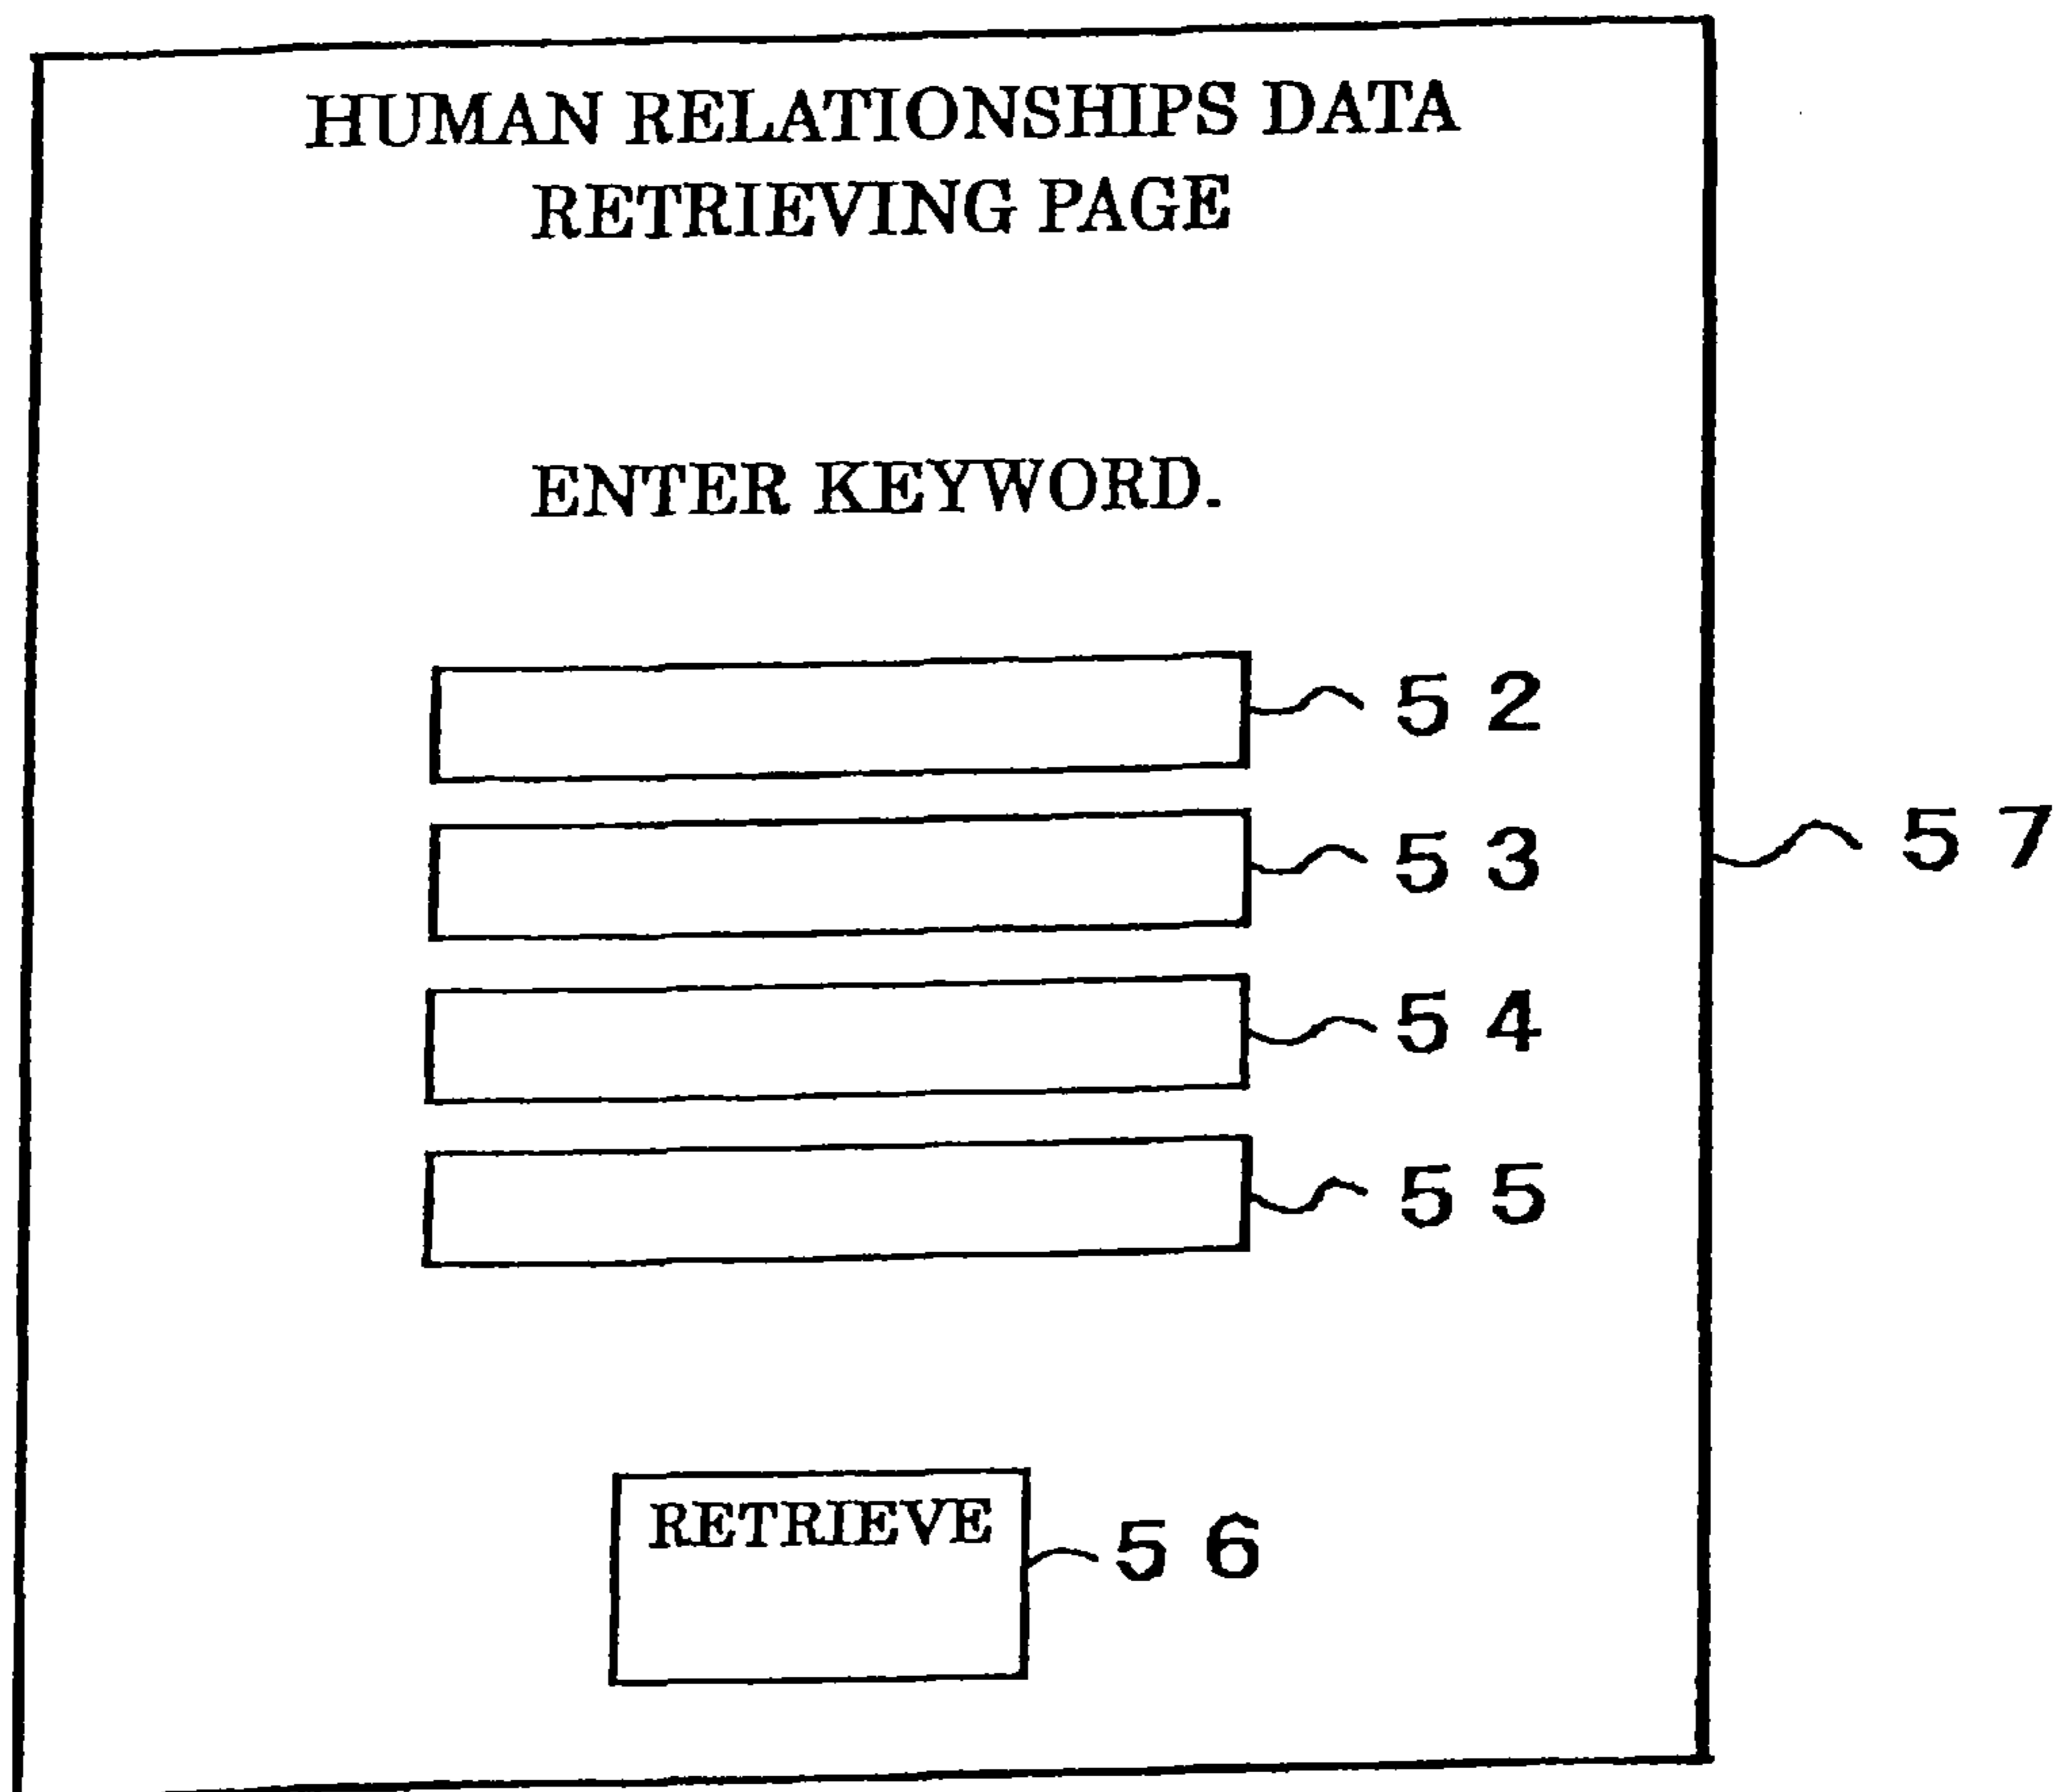 HUMAN RELATIONSHIPS DATA
RETRIEVING PAGE
ENTER KEYWORD.
52
53
57
54
55
RETRIEVE
56